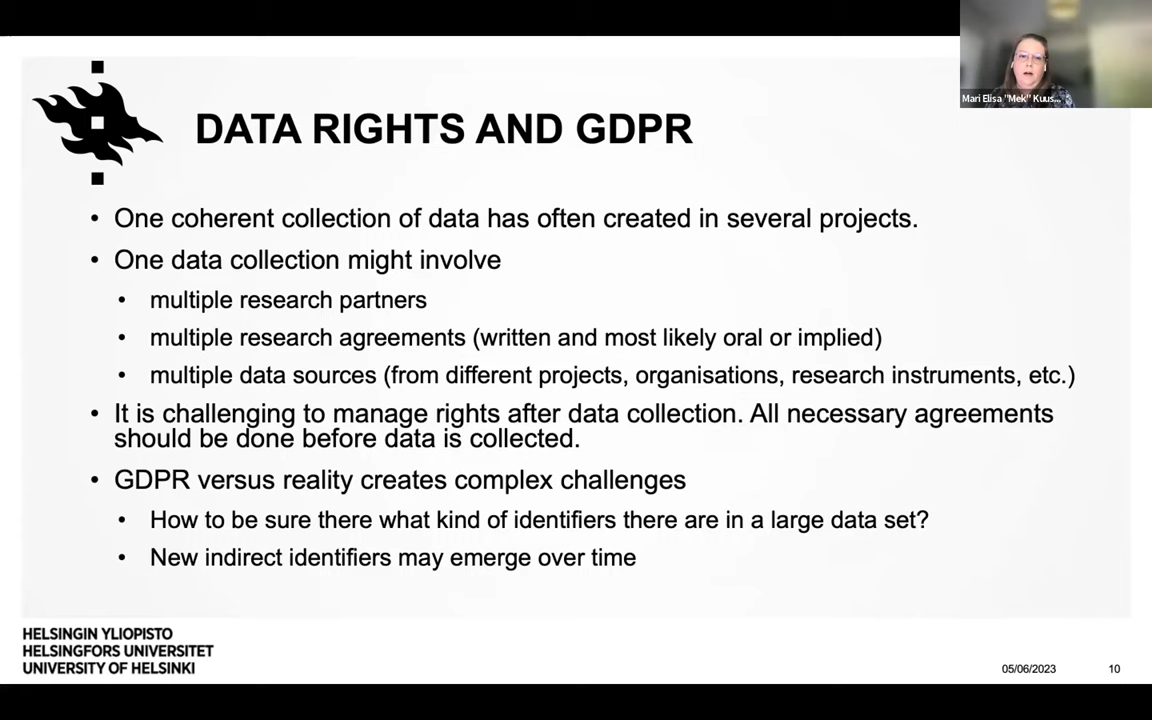 Mari Elisa "Mek" Kuus...
DATA RIGHTS AND GDPR
• One coherent collection of data has often created in several projects.
• One data collection might involve
• multiple research partners
• multiple research agreements (written and most likely oral or implied)
• multiple data sources (from different projects, organisations, research instruments, etc.)
• It is challenging to manage rights after data collection. All necessary agreements
should be done before data is collected.
• GDPR versus reality creates complex challenges
• How to be sure there what kind of identifiers there are in a large data set?
• New indirect identifiers may emerge over time
HELSINGIN YLIOPISTO
HELSINGFORS UNIVERSITET
UNIVERSITY OF HELSINKI
05/06/2023
10